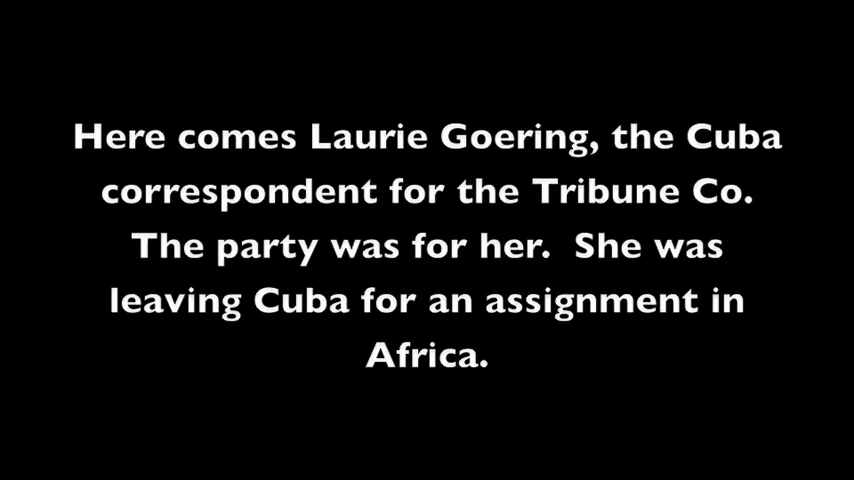 Here comes Laurie Goering, the Cuba
correspondent for the Tribune Co.
The party was for her.  She was
leaving Cuba for an assignment in
Africa.